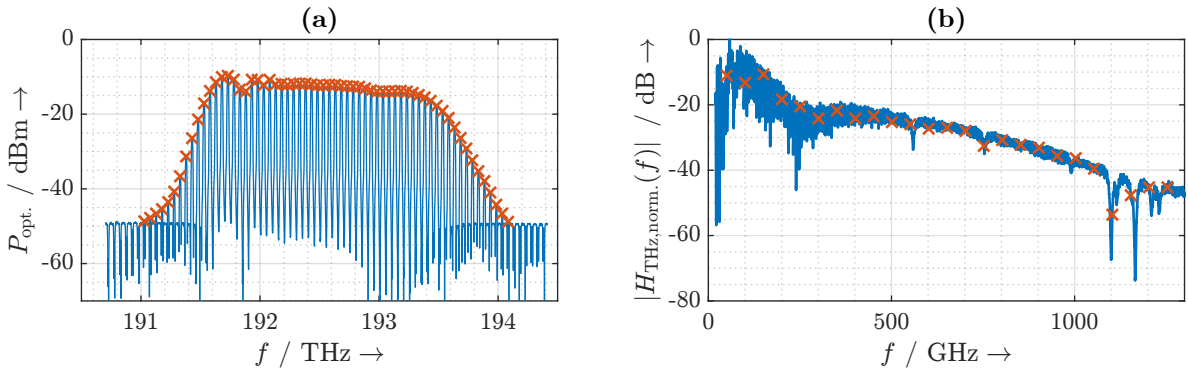 (a)
0
-20
-40
-60
P_opt. / dBm →
191 192 193 194
f / THz →
(b)
0
-20
-40
-60
-80
|H_THz,norm.(f)| / dB →
0 500 1000
f / GHz →